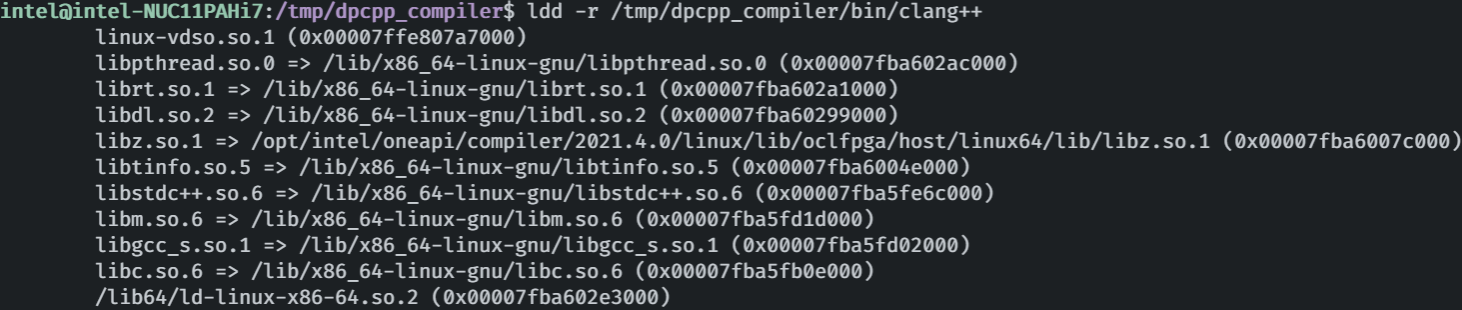 intel@intel-NUC11PAHi7:/tmp/dpcpp_compiler$ ldd -r /tmp/dpcpp_compiler/bin/clang++
linux-vdso.so.1 (0x00007ffe807a7000)
libpthread.so.0 => /lib/x86_64-linux-gnu/libpthread.so.0 (0x00007fba602ac000)
librt.so.1 => /lib/x86_64-linux-gnu/librt.so.1 (0x00007fba602a1000)
libdl.so.2 => /lib/x86_64-linux-gnu/libdl.so.2 (0x00007fba60299000)
libz.so.1 => /opt/intel/oneapi/compiler/2021.4.0/linux/lib/oclfpga/host/linux64/lib/libz.so.1 (0x00007fba6007c000)
libtinfo.so.5 => /lib/x86_64-linux-gnu/libtinfo.so.5 (0x00007fba6004e000)
libstdc++.so.6 => /lib/x86_64-linux-gnu/libstdc++.so.6 (0x00007fba5fe6c000)
libm.so.6 => /lib/x86_64-linux-gnu/libm.so.6 (0x00007fba5fd1d000)
libgcc_s.so.1 => /lib/x86_64-linux-gnu/libgcc_s.so.1 (0x00007fba5fd02000)
libc.so.6 => /lib/x86_64-linux-gnu/libc.so.6 (0x00007fba5fb0e000)
/lib64/ld-linux-x86-64.so.2 (0x00007fba602e3000)